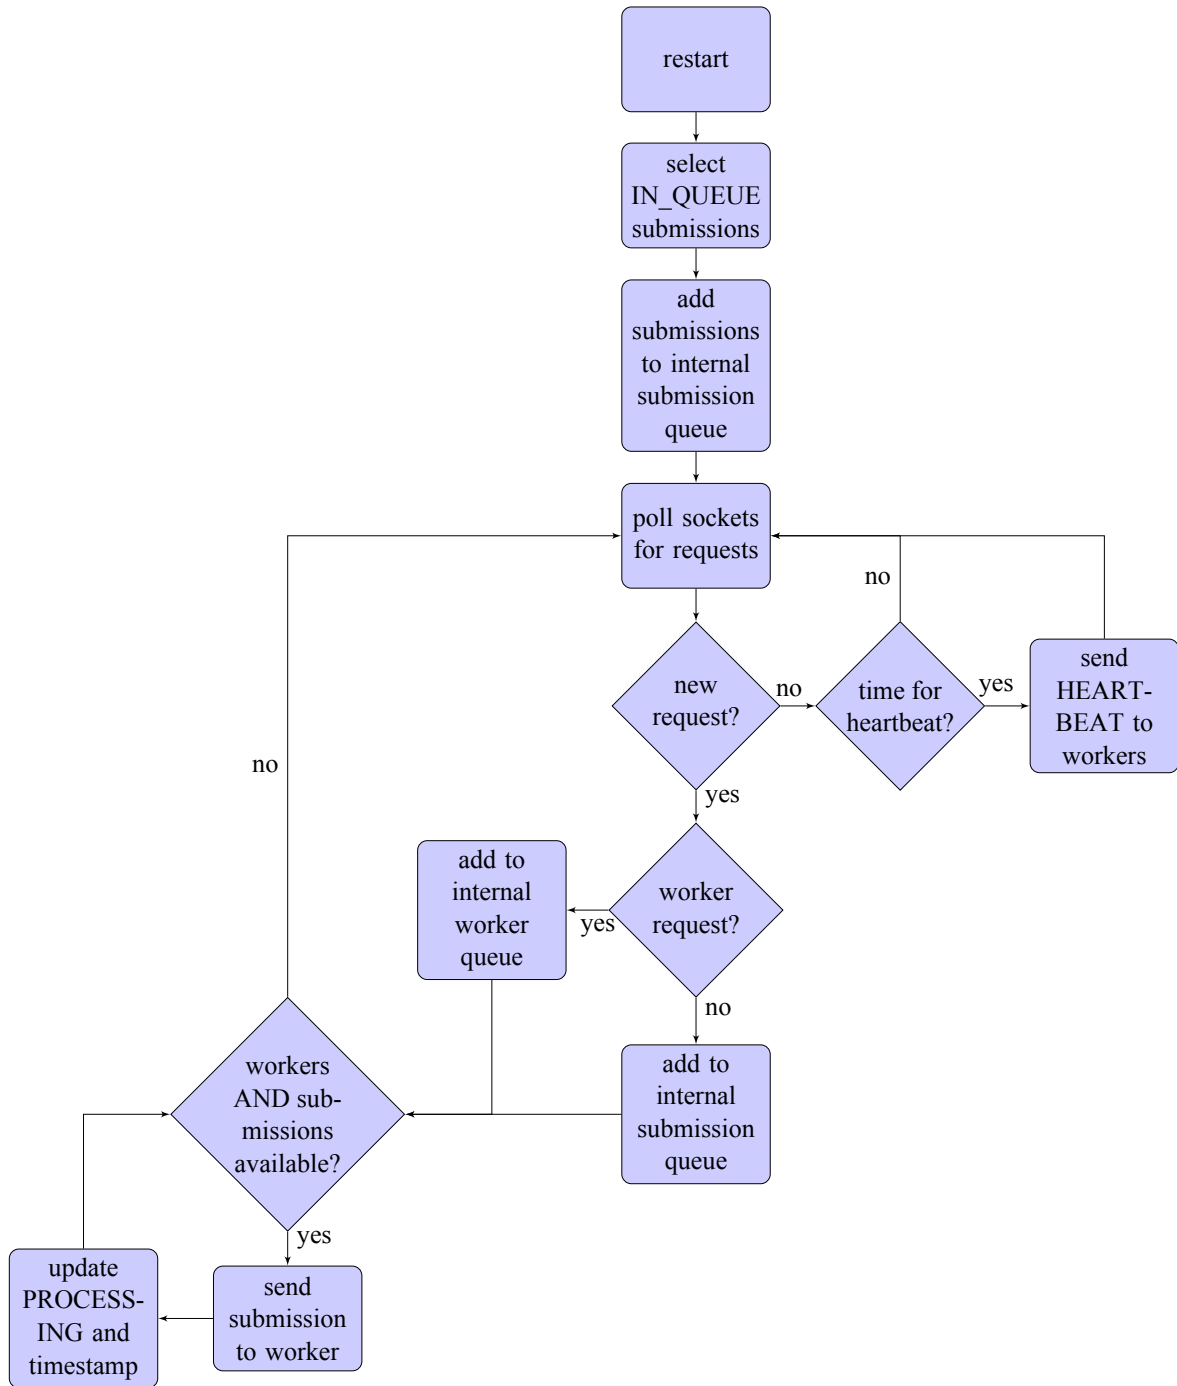 restart
select
IN_QUEUE
submissions
add
submissions
to internal
submission
queue
poll sockets
for requests
no
new
request?
no
time for
heartbeat?
yes
send
HEART-
BEAT to
workers
no
yes
add to
internal
worker
queue
yes
worker
request?
no
workers
AND sub-
missions
available?
add to
internal
submission
queue
yes
update
PROCESS-
ING and
timestamp
send
submission
to worker